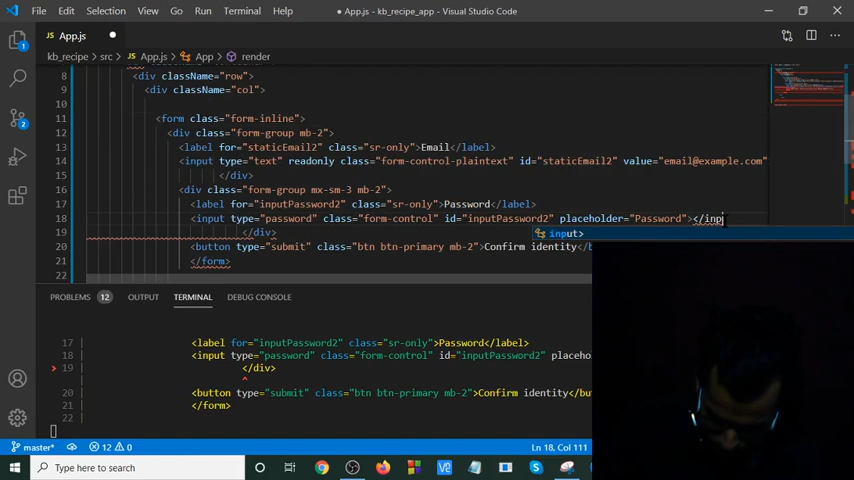 File Edit Selection View Go Run Terminal Help ● App.js - kb_recipe_app - Visual Studio Code
App.js
kb_recipe > src > App.js > App > render
8 <div className="row">
9 <div className="col">
10
11 <form class="form-inline">
12 <div class="form-group mb-2">
13 <label for="staticEmail2" class="sr-only">Email</label>
14 <input type="text" readonly class="form-control-plaintext" id="staticEmail2" value="email@example.com"
15 </div>
16 <div class="form-group mx-sm-3 mb-2">
17 <label for="inputPassword2" class="sr-only">Password</label>
18 <input type="password" class="form-control" id="inputPassword2" placeholder="Password"></inp
19 </div>
input>
20 <button type="submit" class="btn btn-primary mb-2">Confirm identity</b
21 </form>
22
PROBLEMS 12 OUTPUT TERMINAL DEBUG CONSOLE
17 | <label for="inputPassword2" class="sr-only">Password</label>
18 | <input type="password" class="form-control" id="inputPassword2" placeho
> 19 | </div>
| ^
20 | <button type="submit" class="btn btn-primary mb-2">Confirm identity</bu
21 | </form>
22 |
master* 12 0 Ln 18, Col 111
Type here to search